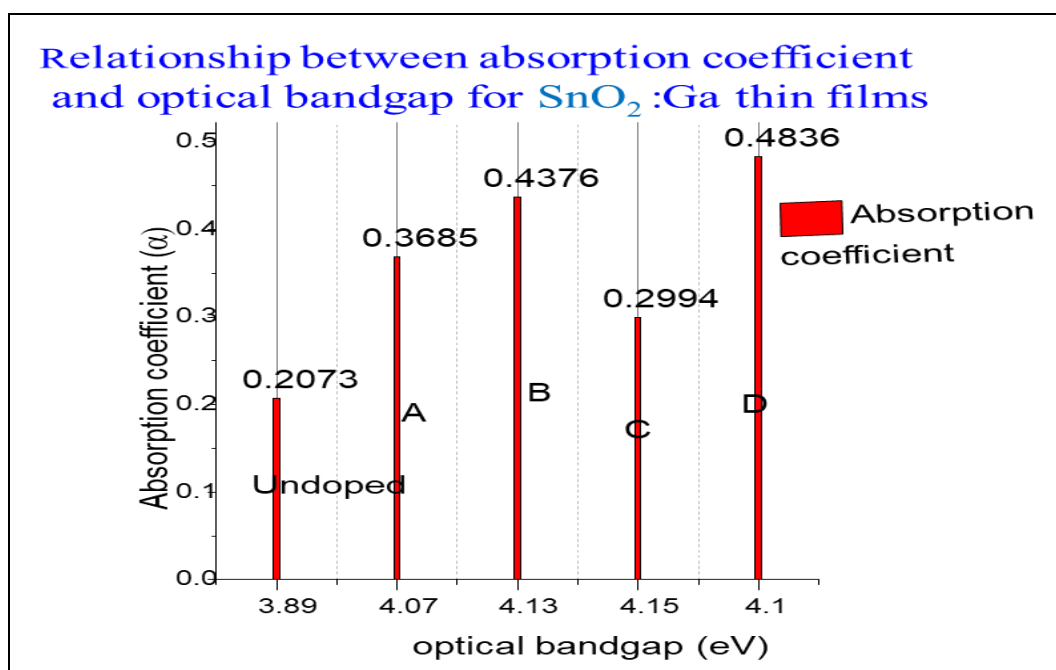 Relationship between absorption coefficient
and optical bandgap for SnO₂ :Ga thin films
0.5
0.4836
0.4376
Absorption
coefficient
0.4
0.3685
0.3
0.2994
0.2
0.2073
A
B
C
D
0.1
Undoped
0.0
Absorption coefficient (α)
3.89 4.07 4.13 4.15 4.1
optical bandgap (eV)